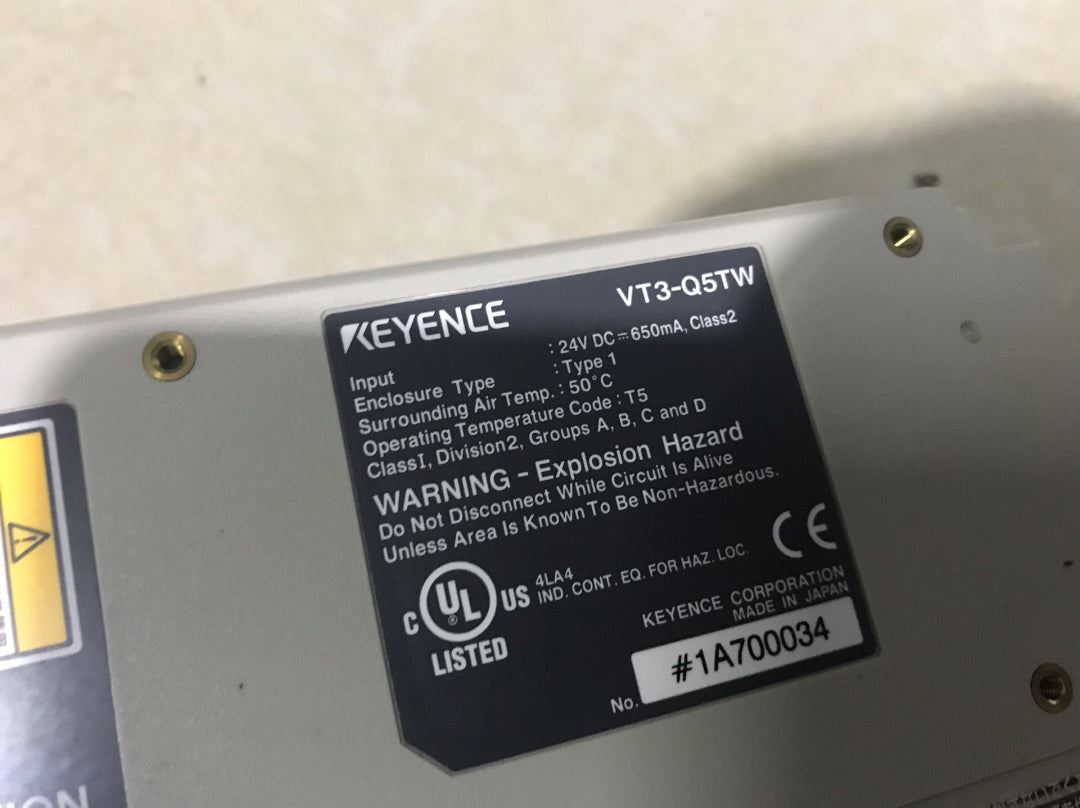 KEYENCE VT3-Q5TW
Input : 24V DC⎓650mA, Class2
Enclosure Type : Type 1
Surrounding Air Temp. : 50°C
Operating Temperature Code : T5
ClassI, Division2, Groups A, B, C and D
WARNING - Explosion Hazard
Do Not Disconnect While Circuit Is Alive
Unless Area Is Known To Be Non-Hazardous.
CE
C UL US 4LA4
® IND. CONT. EQ. FOR HAZ. LOC.
LISTED
KEYENCE CORPORATION
MADE IN JAPAN
No. #1A700034